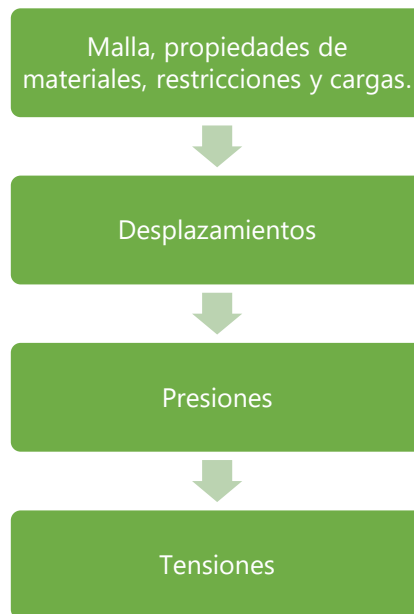 Malla, propiedades de
materiales, restricciones y cargas.
Desplazamientos
Presiones
Tensiones